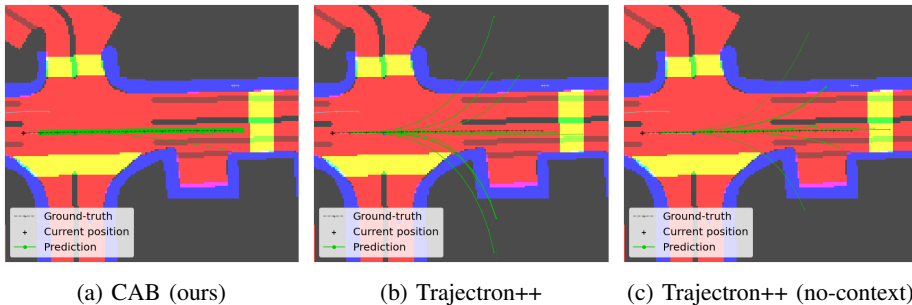 Ground-truth
Current position
Prediction
Ground-truth
Current position
Prediction
Ground-truth
Current position
Prediction
(a) CAB (ours)
(b) Trajectron++
(c) Trajectron++ (no-context)